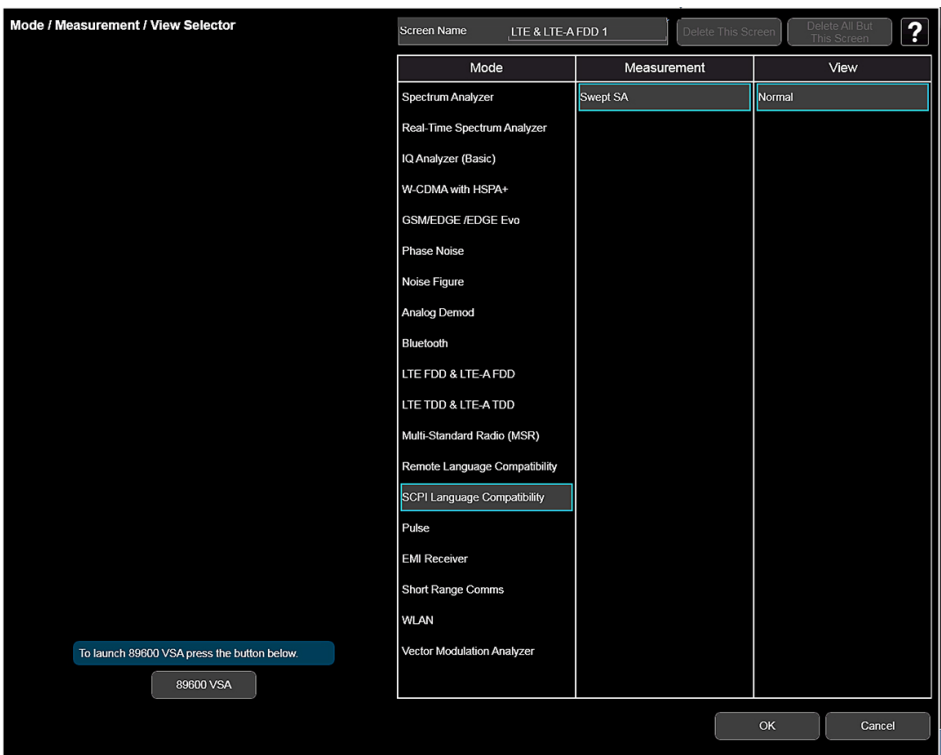 Mode / Measurement / View Selector
Screen Name
LTE & LTE-A FDD 1
Delete This Screen
Delete All But
This Screen
?
Mode
Measurement
View
Spectrum Analyzer
Swept SA
Normal
Real-Time Spectrum Analyzer
IQ Analyzer (Basic)
W-CDMA with HSPA+
GSM/EDGE /EDGE Evo
Phase Noise
Noise Figure
Analog Demod
Bluetooth
LTE FDD & LTE-A FDD
LTE TDD & LTE-A TDD
Multi-Standard Radio (MSR)
Remote Language Compatibility
SCPI Language Compatibility
Pulse
EMI Receiver
Short Range Comms
WLAN
Vector Modulation Analyzer
To launch 89600 VSA press the button below.
89600 VSA
OK
Cancel